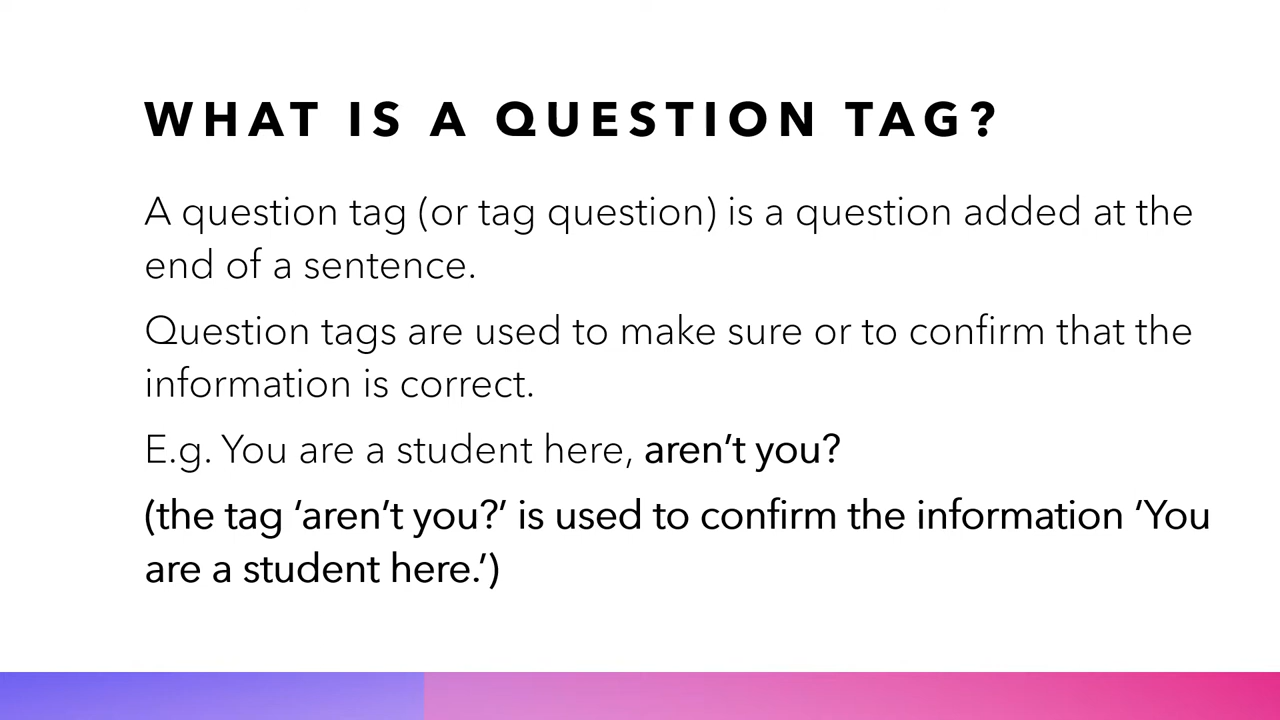 WHAT IS A QUESTION TAG?
A question tag (or tag question) is a question added at the
end of a sentence.
Question tags are used to make sure or to confirm that the
information is correct.
E.g. You are a student here, aren’t you?
(the tag ‘aren’t you?’ is used to confirm the information ‘You
are a student here.’)